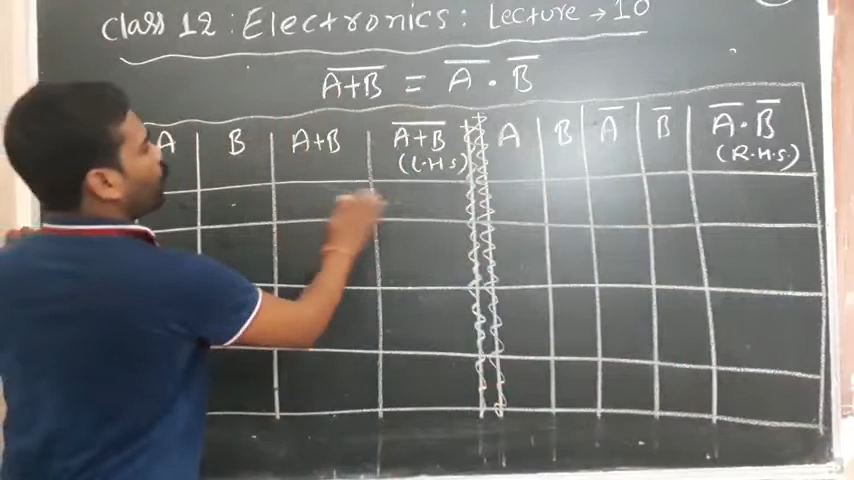 Class 12 : Electronics : Lecture → 10
A̅+̅B̅ = A̅ . B̅
A B A+B A̅+̅B̅ A B A̅ B̅ A̅ . B̅
(L.H.S) (R.H.S)